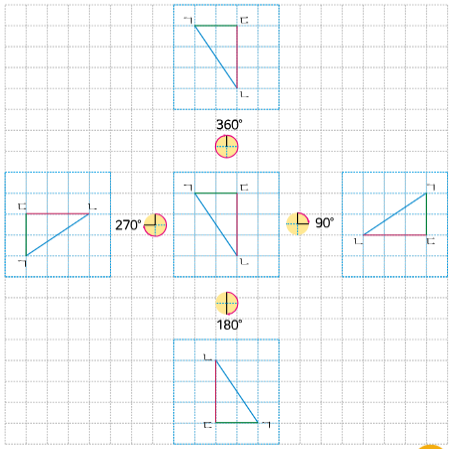 ㄱ ㄷ
ㄴ
360°
ㄷ ㄴ
ㄱ
270°
ㄱ ㄷ
ㄴ
90°
ㄱ
ㄴ ㄷ
180°
ㄴ
ㄷ ㄱ